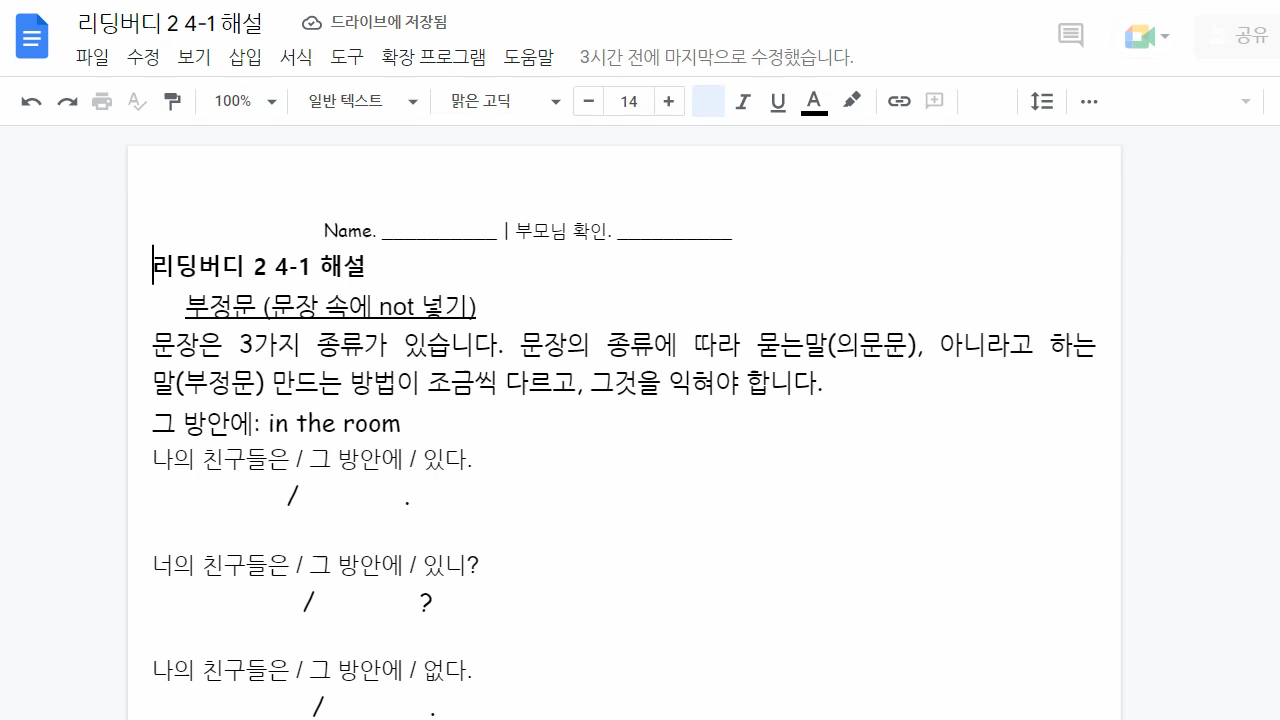 리딩버디 2 4-1 해설 드라이브에 저장됨
파일 수정 보기 삽입 서식 도구 확장 프로그램 도움말 3시간 전에 마지막으로 수정했습니다.
공유
100% 일반 텍스트 맑은 고딕 − 14 + I U A
Name. __________ | 부모님 확인. __________
리딩버디 2 4-1 해설
부정문 (문장 속에 not 넣기)
문장은 3가지 종류가 있습니다. 문장의 종류에 따라 묻는말(의문문), 아니라고 하는
말(부정문) 만드는 방법이 조금씩 다르고, 그것을 익혀야 합니다.
그 방안에: in the room
나의 친구들은 / 그 방안에 / 있다.
/ .
너의 친구들은 / 그 방안에 / 있니?
/ ?
나의 친구들은 / 그 방안에 / 없다.
/ .